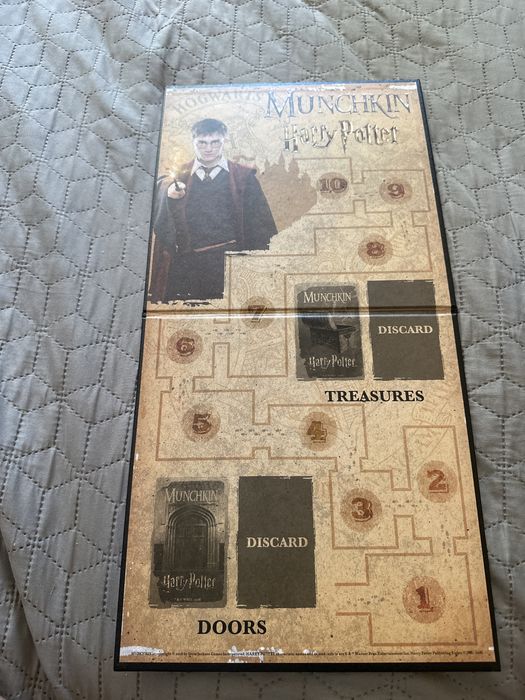 HOGWARTS
MUNCHKIN
Harry Potter
10
9
8
7
MUNCHKIN
Harry Potter
DISCARD
6
TREASURES
5
4
2
3
MUNCHKIN
Harry Potter
DISCARD
1
DOORS